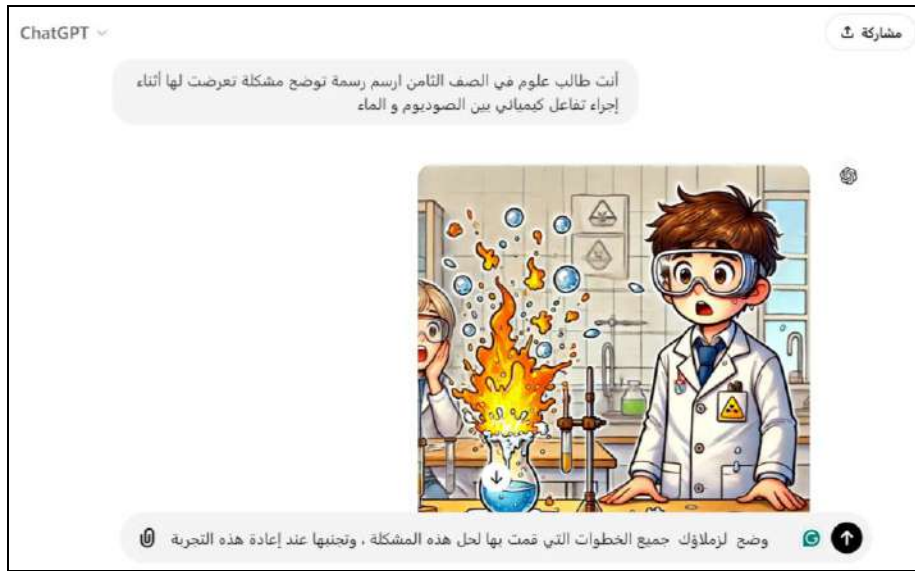 ChatGPT
مشاركة
أنت طالب علوم في الصف الثامن ارسم رسمة توضح مشكلة تعرضت لها أثناء
إجراء تفاعل كيميائي بين الصوديوم و الماء
وضح لزملاؤك جميع الخطوات التي قمت بها لحل هذه المشكلة ، وتجنبها عند إعادة هذه التجربة